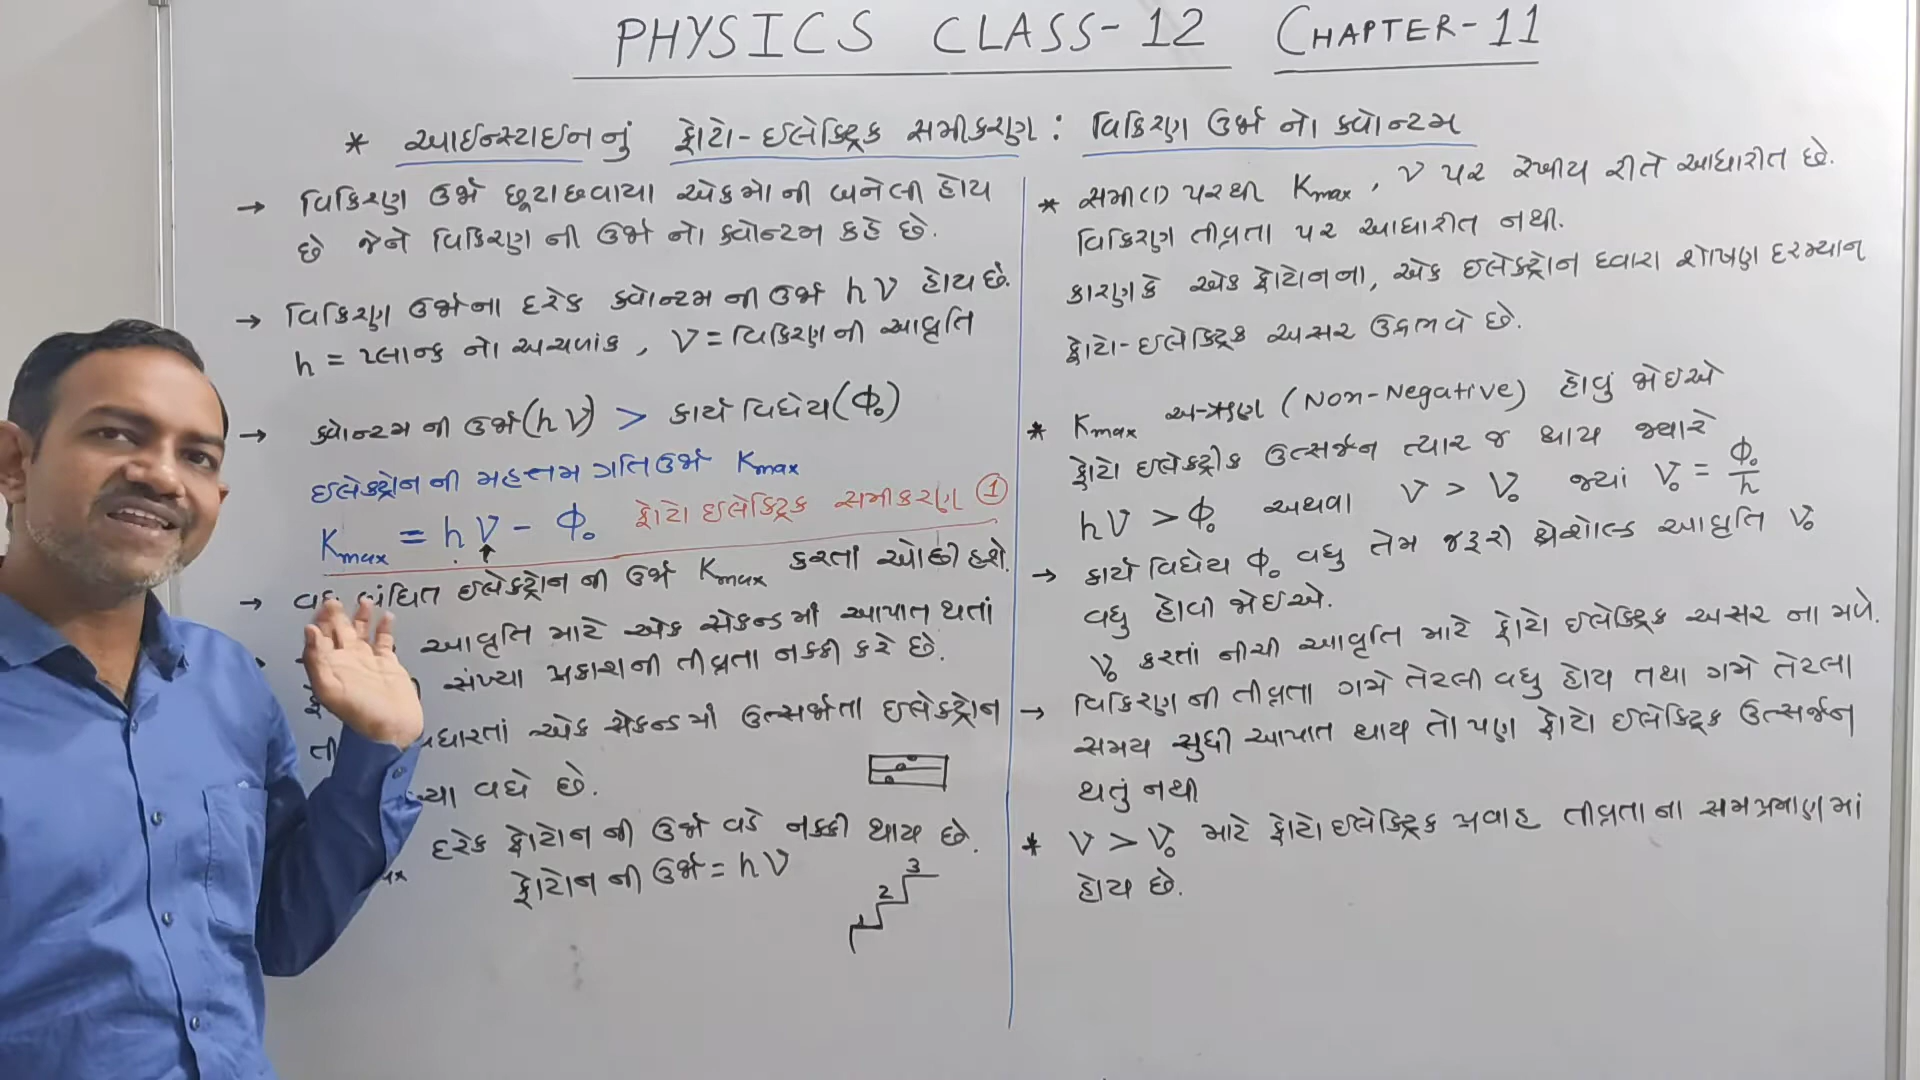 PHYSICS CLASS-12 CHAPTER-11
* આઈન્સ્ટાઈનનું ફોટો-ઈલેક્ટ્રિક સમીકરણ : વિકિરણ ઉર્જા નો ક્વોન્ટમ
→ વિકિરણ ઉર્જા છૂટાછવાયા એકમો ની બનેલી હોય
છે જેને વિકિરણ ની ઉર્જા નો ક્વોન્ટમ કહે છે.
→ વિકિરણ ઉર્જાના દરેક ક્વોન્ટમ ની ઉર્જા hν હોય છે.
h = પ્લાન્ક નો અચળાંક , ν = વિકિરણ ની આવૃતિ
→ ક્વોન્ટમ ની ઉર્જા (hν) > કાર્ય વિધેય (ϕ₀)
ઈલેક્ટ્રોન ની મહત્તમ ગતિઉર્જા Kmax
Kmax = hν - ϕ₀ ફોટો ઈલેક્ટ્રિક સમીકરણ ①
→ વધુ બંધિત ઈલેક્ટ્રોન ની ઉર્જા Kmax કરતાં ઓછી હશે.
આવૃતિ માટે એક સેકન્ડ માં આપાત થતાં
સંખ્યા પ્રકાશની તીવ્રતા નક્કી કરે છે.
વધારતાં એક સેકન્ડમાં ઉત્સર્જાતા ઈલેક્ટ્રોન
વધે છે.
દરેક ફોટોન ની ઉર્જા વડે નક્કી થાય છે.
ફોટોન ની ઉર્જા = hν
1 2 3
* સમી(1) પરથી Kmax , ν પર રેખીય રીતે આધારીત છે.
વિકિરણ તીવ્રતા પર આધારીત નથી.
કારણકે એક ફોટોનના, એક ઈલેક્ટ્રોન દ્વારા શોષણ દરમ્યાન
ફોટો-ઈલેક્ટ્રિક અસર ઉદ્દભવે છે.
* Kmax અ-ઋણ (Non-Negative) હોવું જોઈએ
ફોટો ઈલેક્ટ્રીક ઉત્સર્જન ત્યાર જ થાય જ્યારે
hν > ϕ₀ અથવા ν > ν₀ જ્યાં ν₀ = ϕ₀/h
→ કાર્ય વિધેય ϕ₀ વધુ તેમ જરૂરી થ્રેશોલ્ડ આવૃતિ ν₀
વધુ હોવી જોઈએ.
ν₀ કરતાં નીચી આવૃતિ માટે ફોટો ઈલેક્ટ્રિક અસર ના મળે.
→ વિકિરણ ની તીવ્રતા ગમે તેટલી વધુ હોય તથા ગમે તેટલા
સમય સુધી આપાત થાય તો પણ ફોટો ઈલેક્ટ્રિક ઉત્સર્જન
થતું નથી
* ν > ν₀ માટે ફોટો ઈલેક્ટ્રિક પ્રવાહ તીવ્રતા ના સમપ્રમાણ માં
હોય છે.